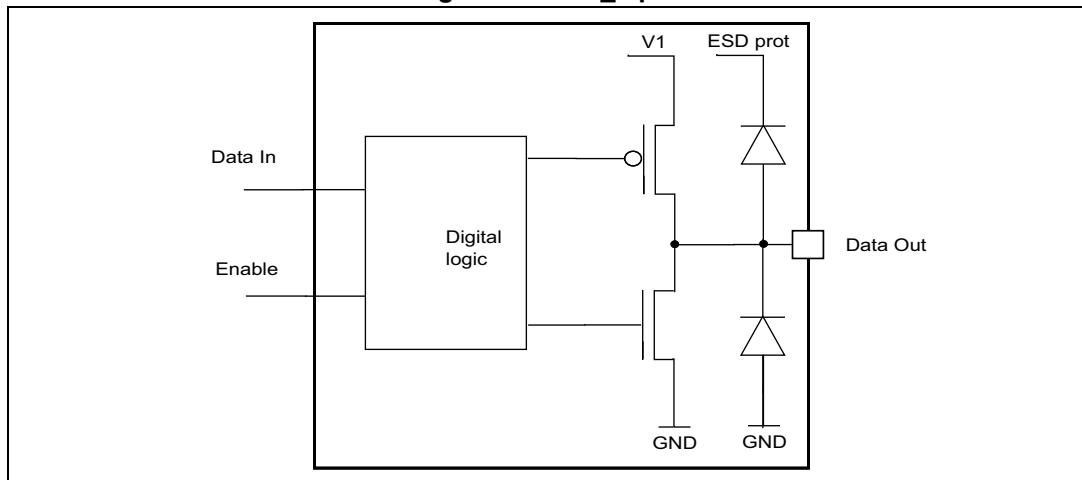 V1
ESD prot
Data In
Digital
logic
Data Out
Enable
GND
GND